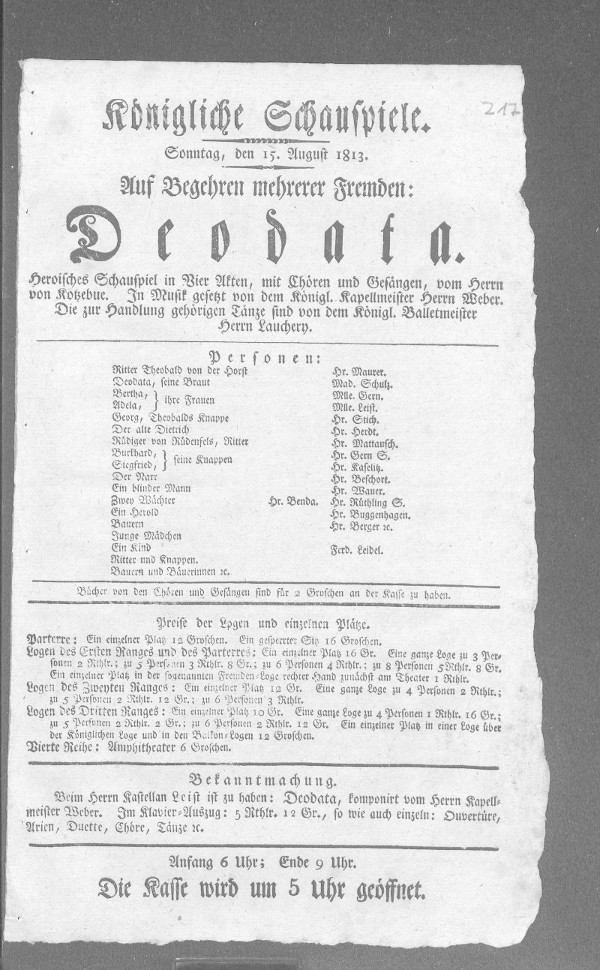 217
Königliche Schauspiele.
Sonntag, den 15. August 1813.
Auf Begehren mehrerer Fremden:
Deodata.
Heroisches Schauspiel in Vier Akten, mit Chören und Gesängen, vom Herrn
von Kotzebue. In Musik gesetzt von dem Königl. Kapellmeister Herrn Weber.
Die zur Handlung gehörigen Tänze sind von dem Königl. Balletmeister
Herrn Lauchery.
Personen:
Ritter Theobald von der Horst Hr. Maurer.
Deodata, seine Braut Mad. Schulz.
Bertha, } ihre Frauen Mlle. Gern.
Adela, } Mlle. Leist.
Georg, Theobalds Knappe Hr. Stich.
Der alte Dietrich Hr. Herdt.
Rüdiger von Rüdenfels, Ritter Hr. Mattausch.
Burkhard, } seine Knappen Hr. Gern S.
Siegfried, } Hr. Kaselitz.
Der Narr Hr. Beschort.
Ein blinder Mann Hr. Wauer.
Zwey Wächter Hr. Benda. Hr. Rüthling S.
Ein Herold Hr. Buggenhagen.
Bauern Hr. Berger ꝛc.
Junge Mädchen
Ein Kind Ferd. Leidel.
Ritter und Knappen.
Bauern und Bäuerinnen ꝛc.
Bücher von den Chören und Gesängen sind für 2 Groschen an der Kasse zu haben.
Preise der Logen und einzelnen Plätze.
Parterre: Ein einzelner Platz 12 Groschen. Ein gesperrter Sitz 16 Groschen.
Logen des Ersten Ranges und des Parterres: Ein einzelner Platz 16 Gr. Eine ganze Loge zu 3 Per-
sonen 2 Rthlr.; zu 5 Personen 3 Rthlr. 8 Gr.; zu 6 Personen 4 Rthlr.; zu 8 Personen 5 Rthlr. 8 Gr.
Ein einzelner Platz in der sogenannten Fremden-Loge rechter Hand zunächst am Theater 1 Rthlr.
Logen des Zweyten Ranges: Ein einzelner Platz 12 Gr. Eine ganze Loge zu 4 Personen 2 Rthlr.;
zu 5 Personen 2 Rthlr. 12 Gr.; zu 6 Personen 3 Rthlr.
Logen des Dritten Ranges: Ein einzelner Platz 10 Gr. Eine ganze Loge zu 4 Personen 1 Rthlr. 16 Gr.;
zu 5 Personen 2 Rthlr. 2 Gr.; zu 6 Personen 2 Rthlr. 12 Gr. Ein einzelner Platz in einer Loge über
der Königlichen Loge und in den Balkon-Logen 12 Groschen.
Vierte Reihe: Amphitheater 6 Groschen.
Bekanntmachung.
Beim Herrn Kastellan Leist ist zu haben: Deodata, komponirt vom Herrn Kapell-
meister Weber. Im Klavier-Auszug: 5 Rthlr. 12 Gr., so wie auch einzeln: Ouvertüre,
Arien, Duette, Chöre, Tänze ꝛc.
Anfang 6 Uhr; Ende 9 Uhr.
Die Kasse wird um 5 Uhr geöffnet.